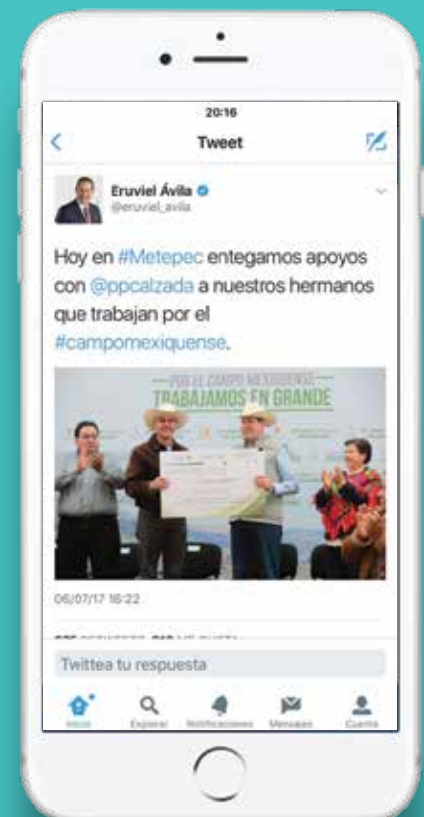 20:16
Tweet
Eruviel Ávila
@eruviel_avila
Hoy en #Metepec entegamos apoyos
con @ppcalzada a nuestros hermanos
que trabajan por el
#campomexiquense.
POR EL CAMPO MEXIQUENSE
TRABAJAMOS EN GRANDE
06/07/17 16:22
Twittea tu respuesta
Inicio
Explorar
Notificaciones
Mensajes
Cuenta